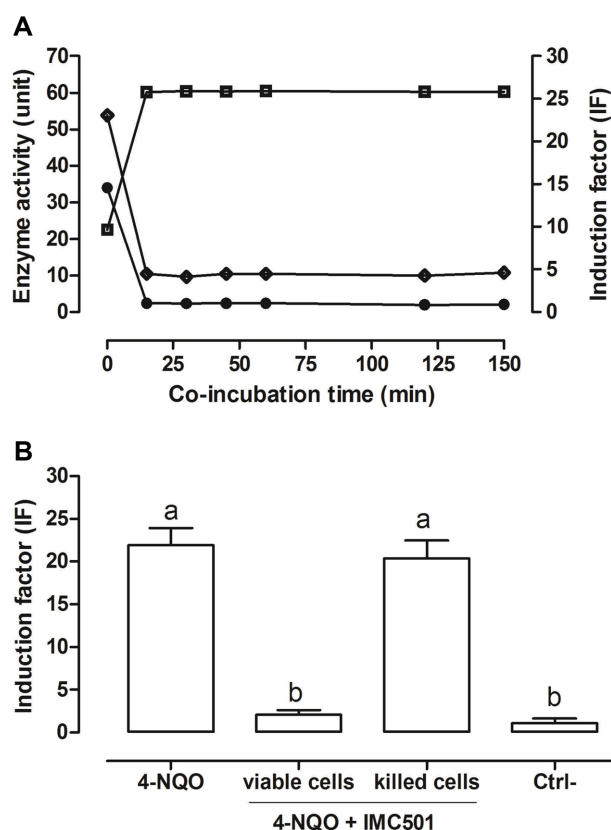 A
Enzyme activity (unit)
70
60
50
40
30
20
10
0
Induction factor (IF)
30
25
20
15
10
5
0
0 25 50 75 100 125 150
Co-incubation time (min)
B
Induction factor (IF)
30
25
20
15
10
5
0
a
b
a
b
4-NQO viable cells killed cells Ctrl-
4-NQO + IMC501